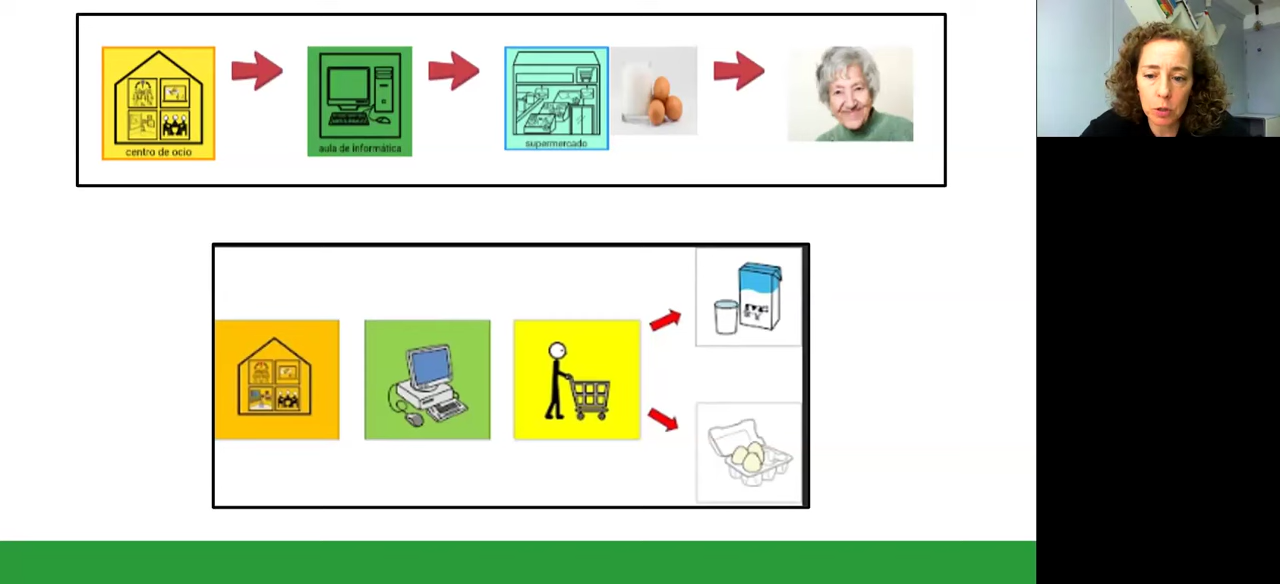 centro de ocio
aula de informática
supermercado